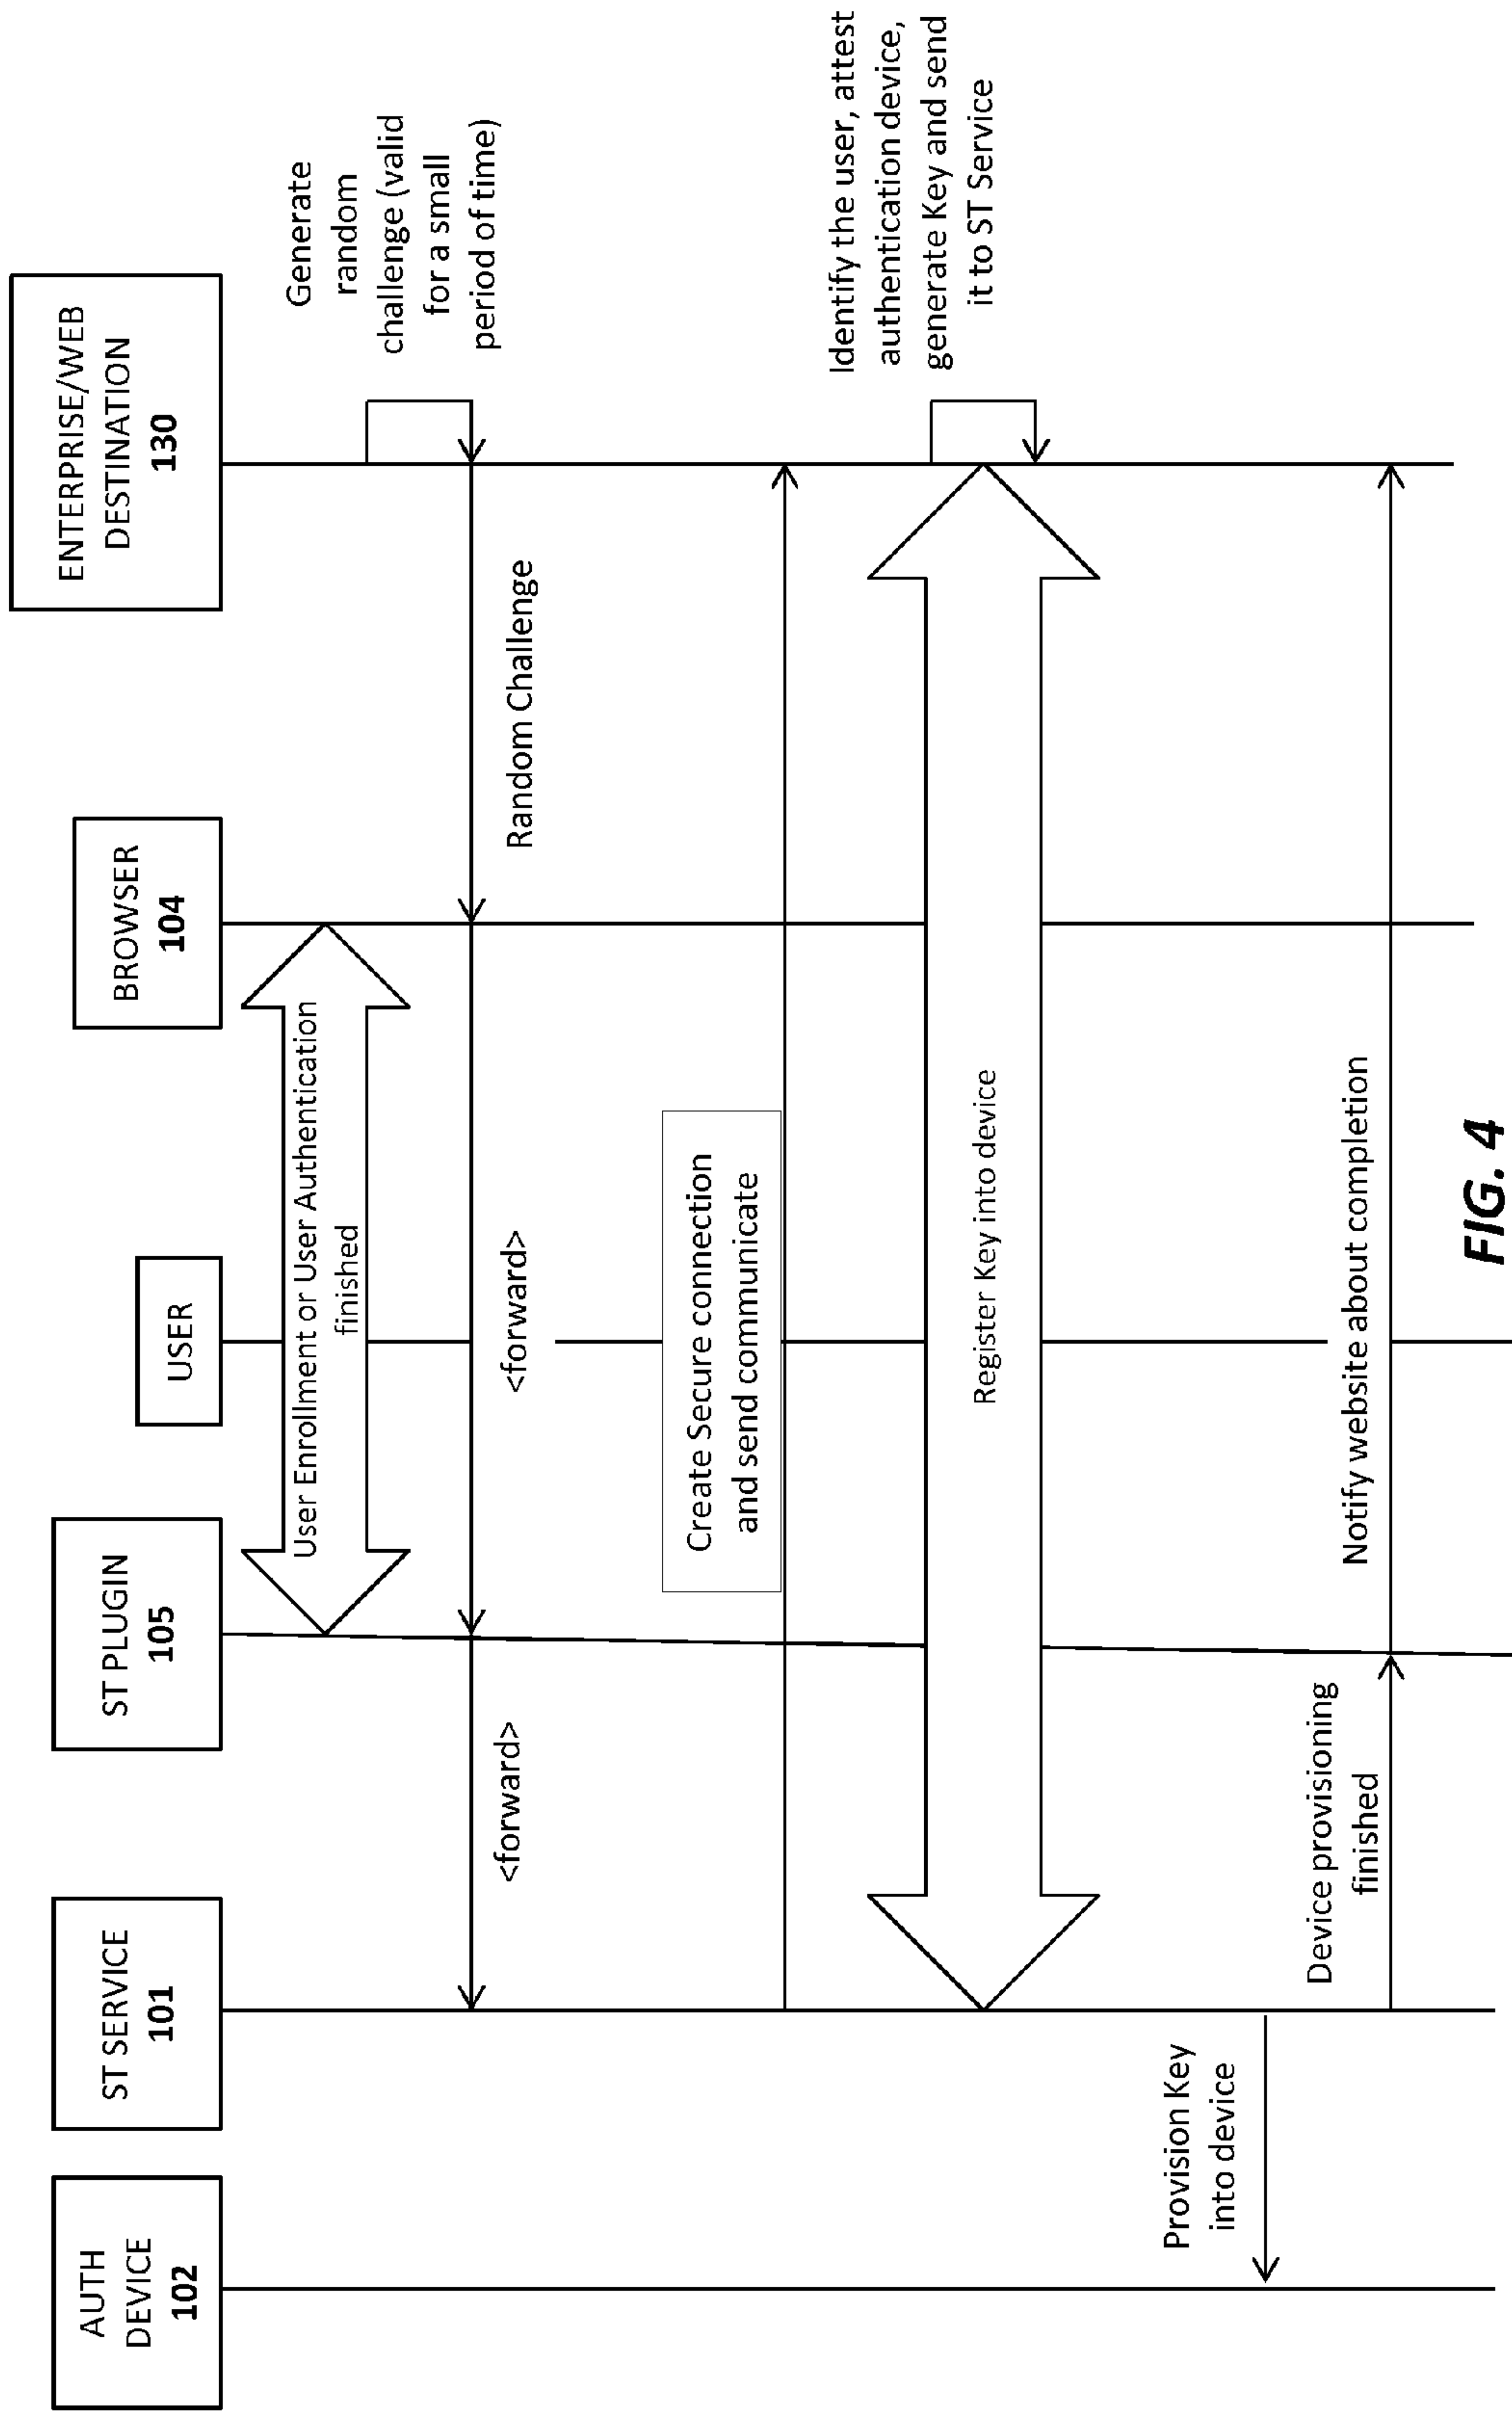 AUTH
DEVICE
102
ST SERVICE
101
ST PLUGIN
105
USER
BROWSER
104
ENTERPRISE/WEB
DESTINATION
130
User Enrollment or User Authentication
finished
Generate
random
challenge (valid
for a small
period of time)
<forward>
<forward>
Random Challenge
Create Secure connection
and send communicate
Identify the user, attest
authentication device,
generate Key and send
it to ST Service
Register Key into device
Provision Key
into device
Device provisioning
finished
Notify website about completion
FIG. 4